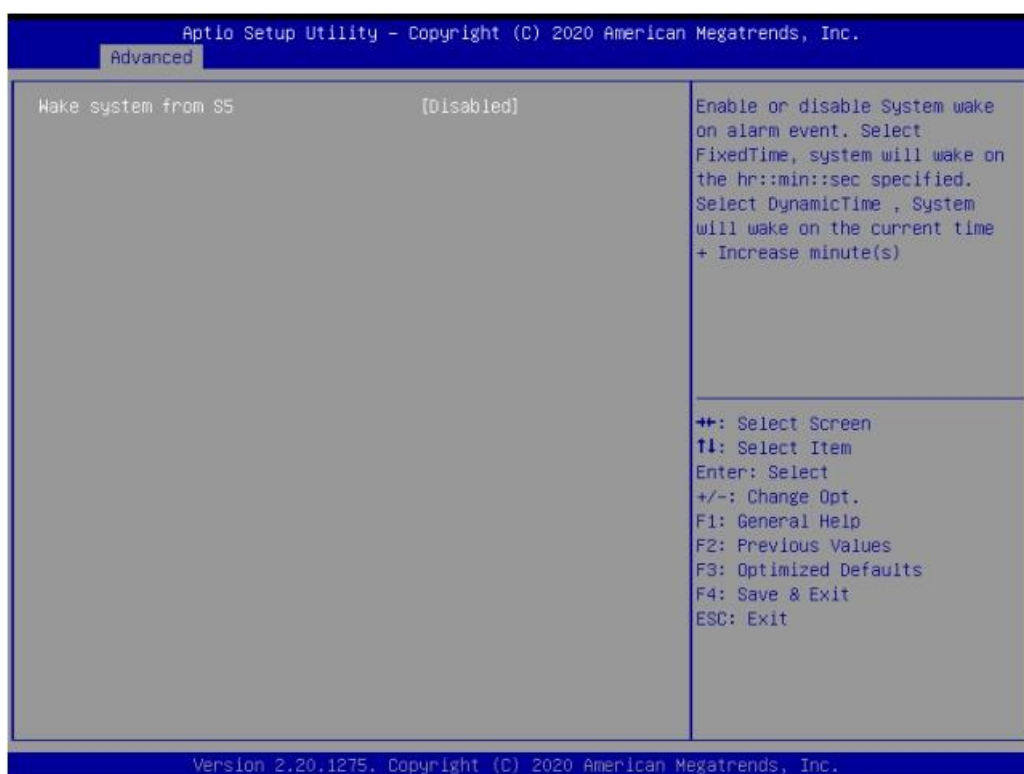 Aptio Setup Utility – Copyright (C) 2020 American Megatrends, Inc.
Advanced
Wake system from S5 [Disabled]
Enable or disable System wake
on alarm event. Select
FixedTime, system will wake on
the hr::min::sec specified.
Select DynamicTime , System
will wake on the current time
+ Increase minute(s)
→←: Select Screen
↑↓: Select Item
Enter: Select
+/-: Change Opt.
F1: General Help
F2: Previous Values
F3: Optimized Defaults
F4: Save & Exit
ESC: Exit
Version 2.20.1275. Copyright (C) 2020 American Megatrends, Inc.